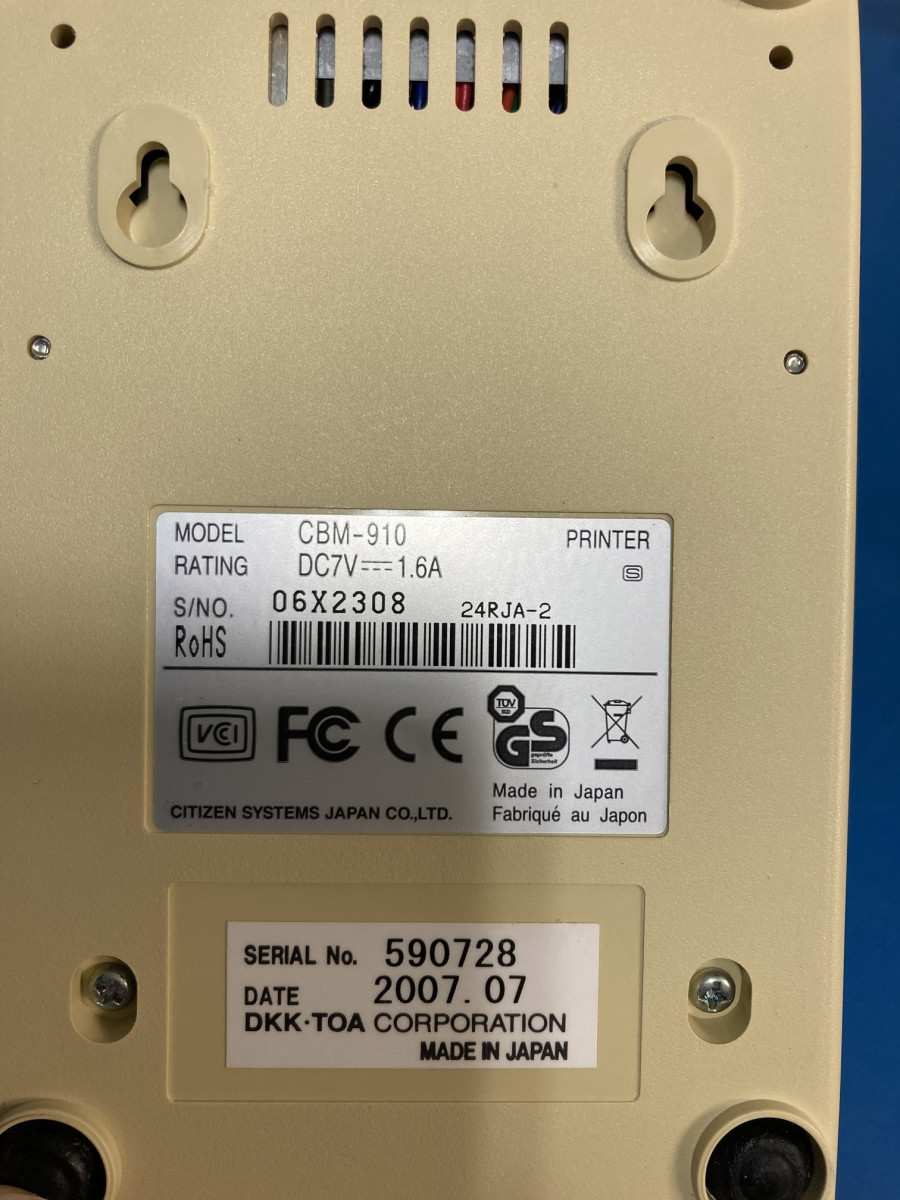 MODEL CBM-910 PRINTER
RATING DC7V⎓1.6A S
S/NO. 06X2308 24RJA-2
RoHS
VCI FC CE TÜV GS
geprüfte
Sicherheit
Made in Japan
CITIZEN SYSTEMS JAPAN CO.,LTD. Fabriqué au Japon
SERIAL No. 590728
DATE 2007. 07
DKK·TOA CORPORATION
MADE IN JAPAN